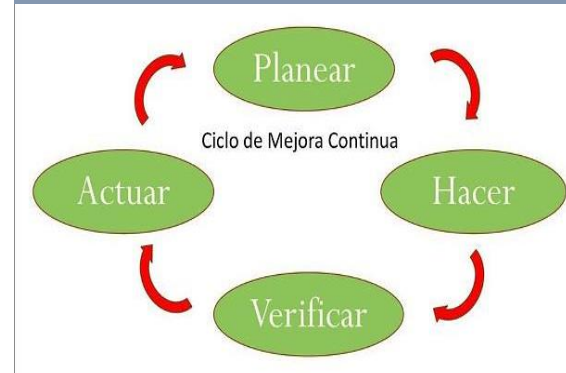 Planear
Ciclo de Mejora Continua
Actuar
Hacer
Verificar